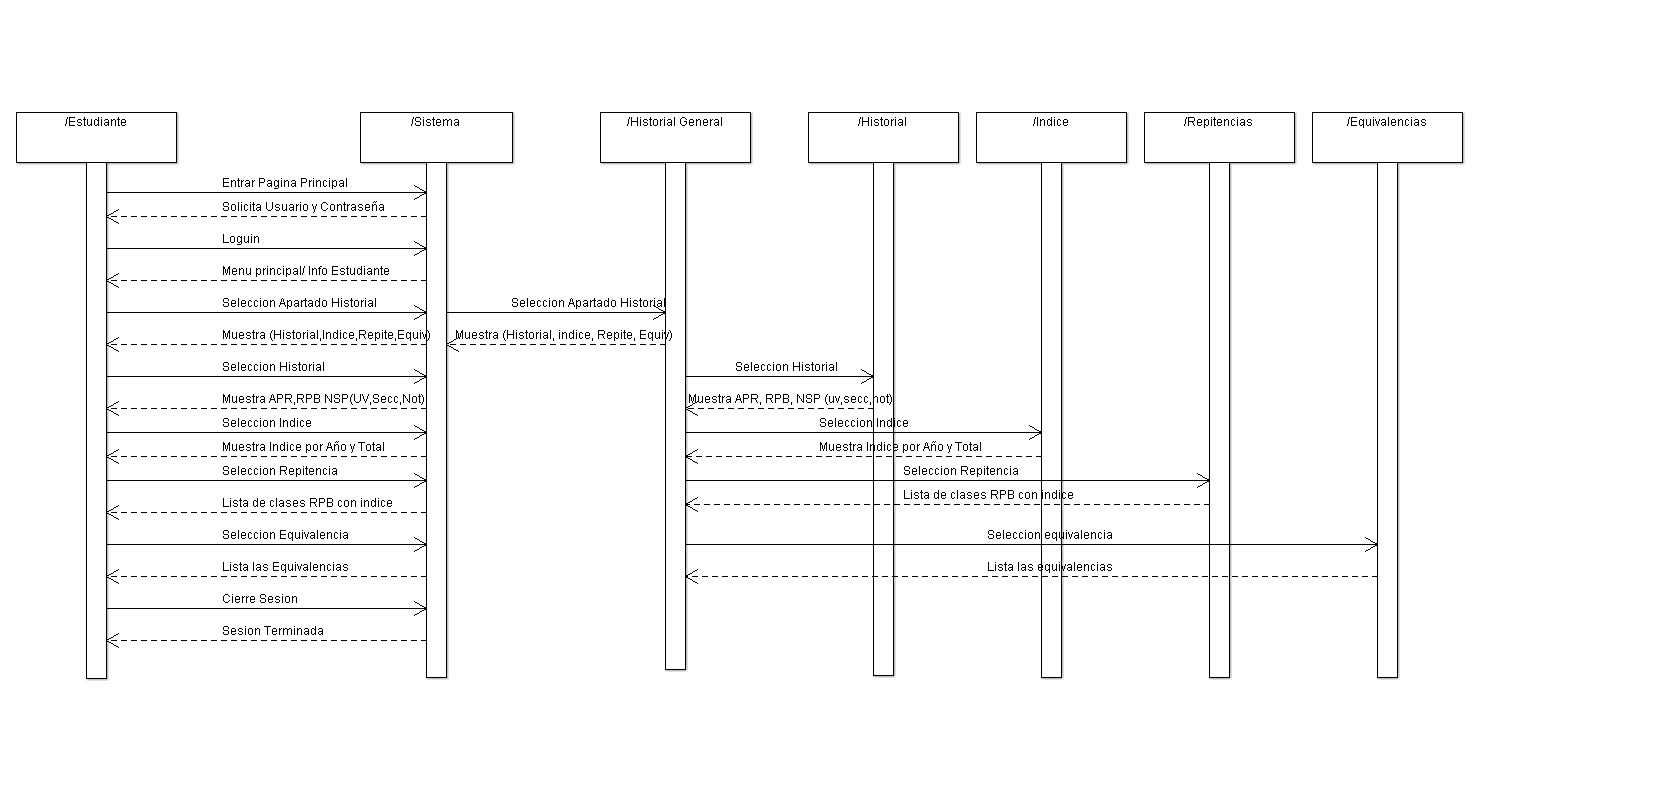 /Estudiante
/Sistema
/Historial General
/Historial
/Indice
/Repitencias
/Equivalencias
Entrar Pagina Principal
Solicita Usuario y Contraseña
Loguin
Menu principal/ Info Estudiante
Seleccion Apartado Historial
Seleccion Apartado Historial
Muestra (Historial,Indice,Repite,Equiv)
Muestra (Historial, indice, Repite, Equiv)
Seleccion Historial
Seleccion Historial
Muestra APR,RPB NSP(UV,Secc,Not)
Muestra APR, RPB, NSP (uv,secc,not)
Seleccion Indice
Seleccion Indice
Muestra Indice por Año y Total
Muestra Indice por Año y Total
Seleccion Repitencia
Seleccion Repitencia
Lista de clases RPB con indice
Lista de clases RPB con indice
Seleccion Equivalencia
Seleccion equivalencia
Lista las Equivalencias
Lista las equivalencias
Cierre Sesion
Sesion Terminada